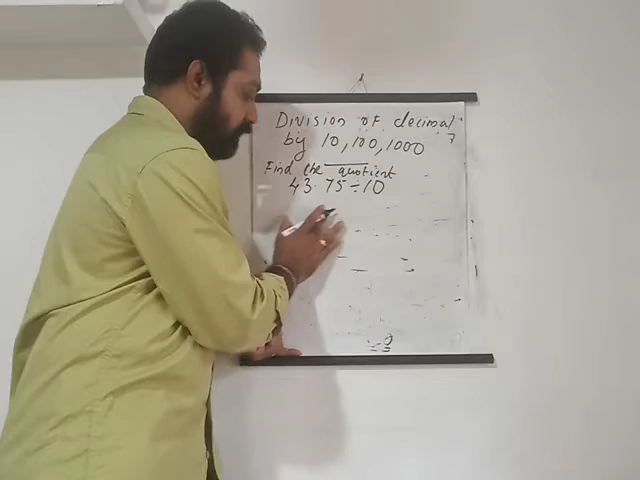 Division of decimal
by 10, 100, 1000
Find the quotient
43.75 ÷ 10